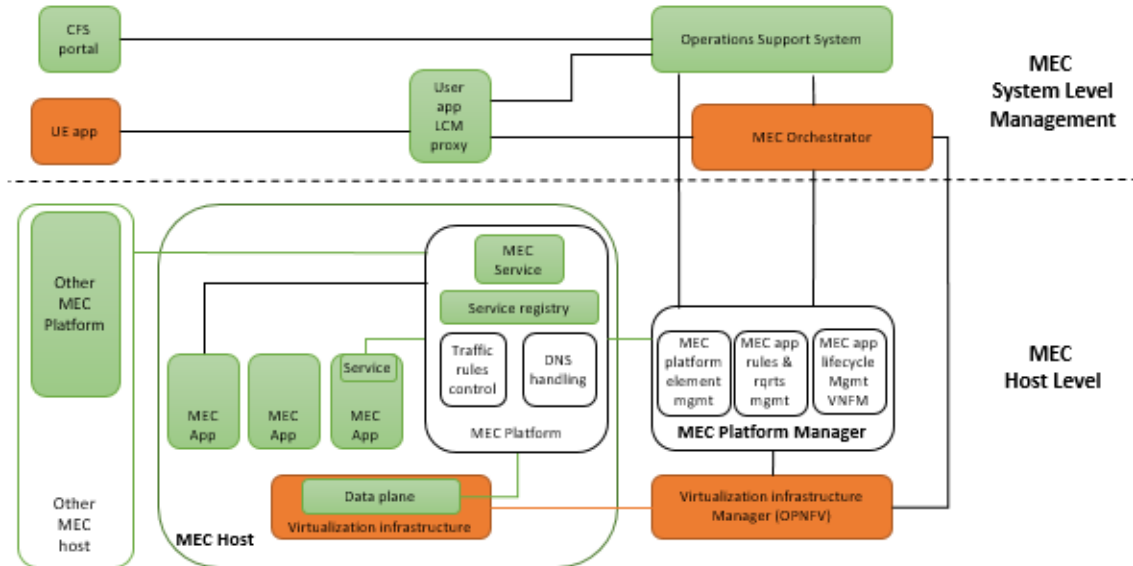 CFS
portal
Operations Support System
MEC
System Level
Management
User
app
LCM
proxy
UE app
MEC Orchestrator
Other
MEC
Platform
MEC
Service
Service registry
Traffic
rules
control
DNS
handling
MEC Platform
Service
MEC
App
MEC
App
MEC
App
MEC
platform
element
mgmt
MEC app
rules &
rqrts
mgmt
MEC app
lifecycle
Mgmt
VNFM
MEC Platform Manager
MEC
Host Level
Other
MEC
host
MEC Host
Data plane
Virtualization infrastructure
Virtualization infrastructure
Manager (OPNFV)